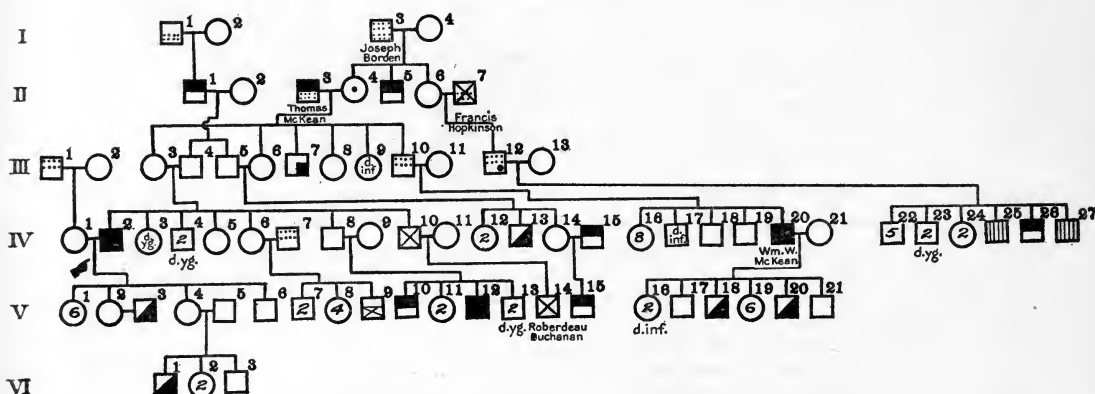 I 1 2 3 4
Joseph
Borden
II 1 2 3 4 5 6 7
Thomas
McKean
Francis
Hopkinson
III 1 2 3 4 5 6 7 8 9 10 11 12 13
d.
inf.
IV 1 2 3 4 5 6 7 8 9 10 11 12 13 14 15 16 17 18 19 20 21 22 23 24 25 26 27
d.
yg. 2 2 8 d.
inf. 5 2 2
d.yg. Wm.W.
McKean d.yg.
V 1 2 3 4 5 6 7 8 9 10 11 12 13 14 15 16 17 18 19 20 21
6 2 4 2 2 2 6
d.yg. Roberdeau
Buchanan d.inf.
VI 1 2 3
2